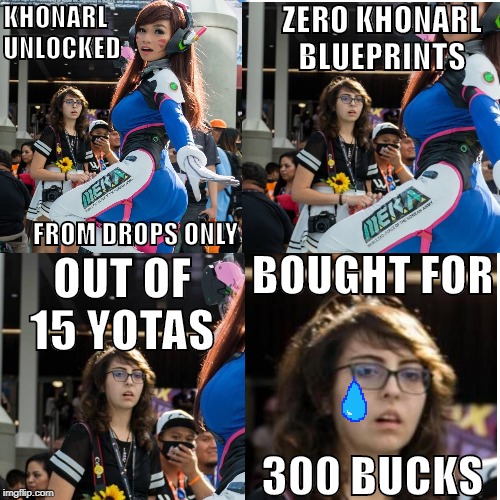 KHONARL
UNLOCKED
FROM DROPS ONLY
MEKA
ZERO KHONARL
BLUEPRINTS
MEKA
OUT OF
15 YOTAS
BOUGHT FOR
300 BUCKS
imgflip.com